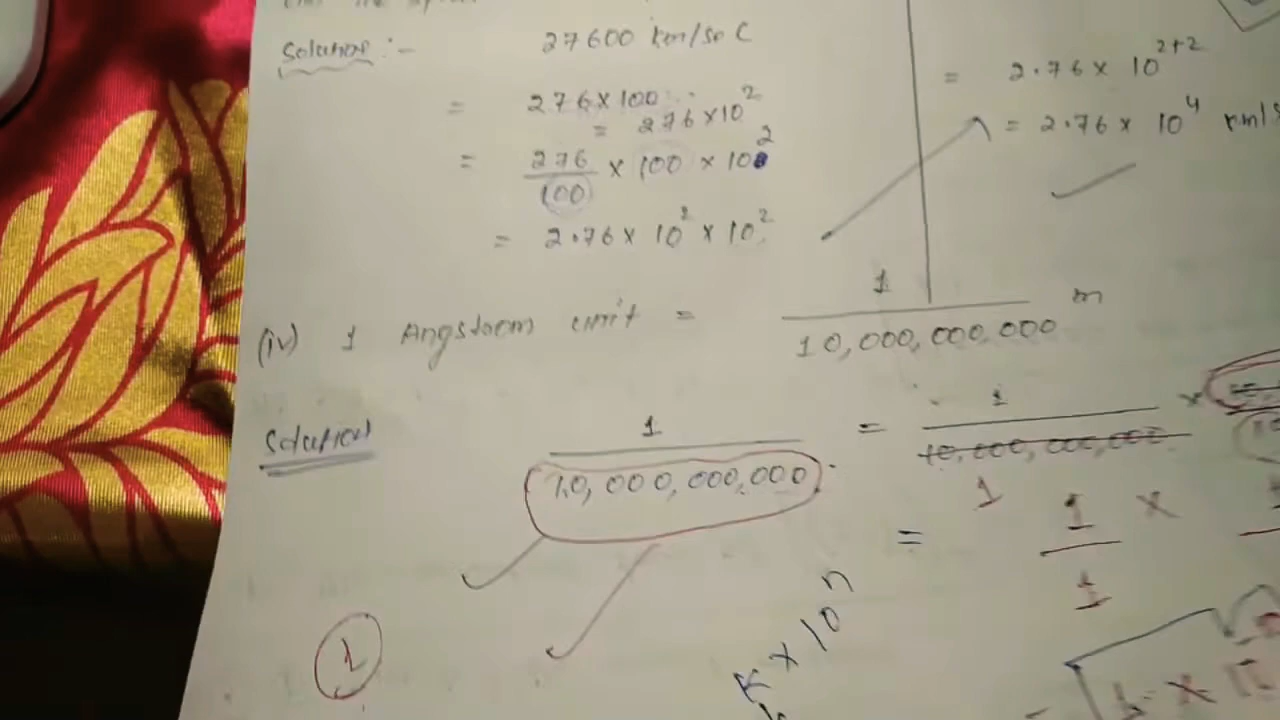 Solution :-
27600 km/sec
= 276 × 100
= 276 × 10²
= 276/100 × 100 × 10²
= 2.76 × 10² × 10²
= 2.76 × 10²⁺²
= 2.76 × 10⁴ km/s
(iv) 1 Angstrom unit = 1/10,000,000,000 m
Solution
1/10,000,000,000 = 1/10,000,000,000 ×
1
= 1/1 ×
1
K × 10ⁿ